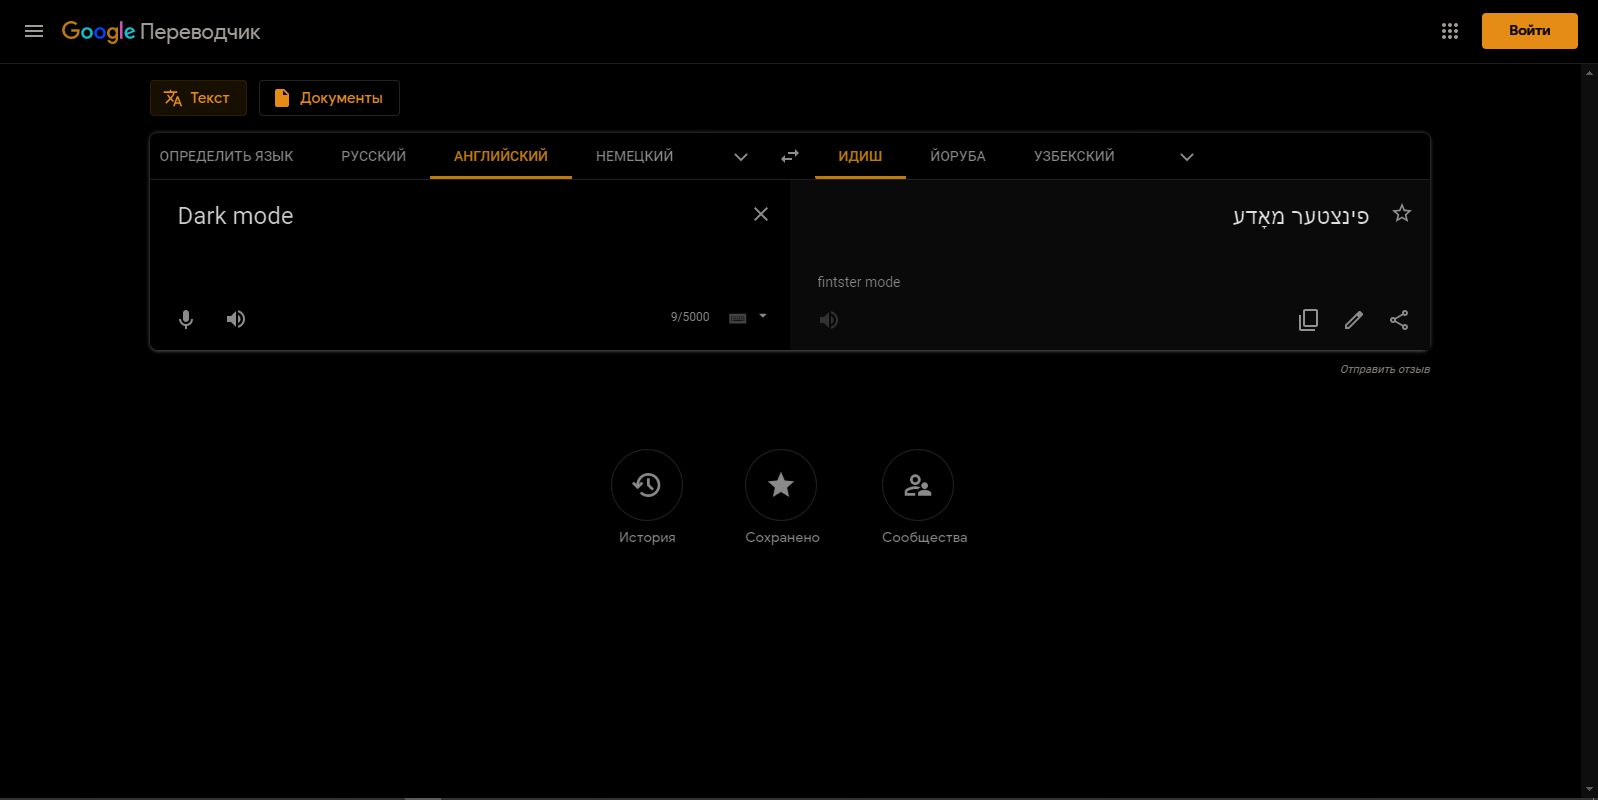 Google Переводчик
Войти
Текст
Документы
ОПРЕДЕЛИТЬ ЯЗЫК
РУССКИЙ
АНГЛИЙСКИЙ
НЕМЕЦКИЙ
ИДИШ
ЙОРУБА
УЗБЕКСКИЙ
Dark mode
9/5000
פינצטער מאָדע
fintster mode
Отправить отзыв
История
Сохранено
Сообщества